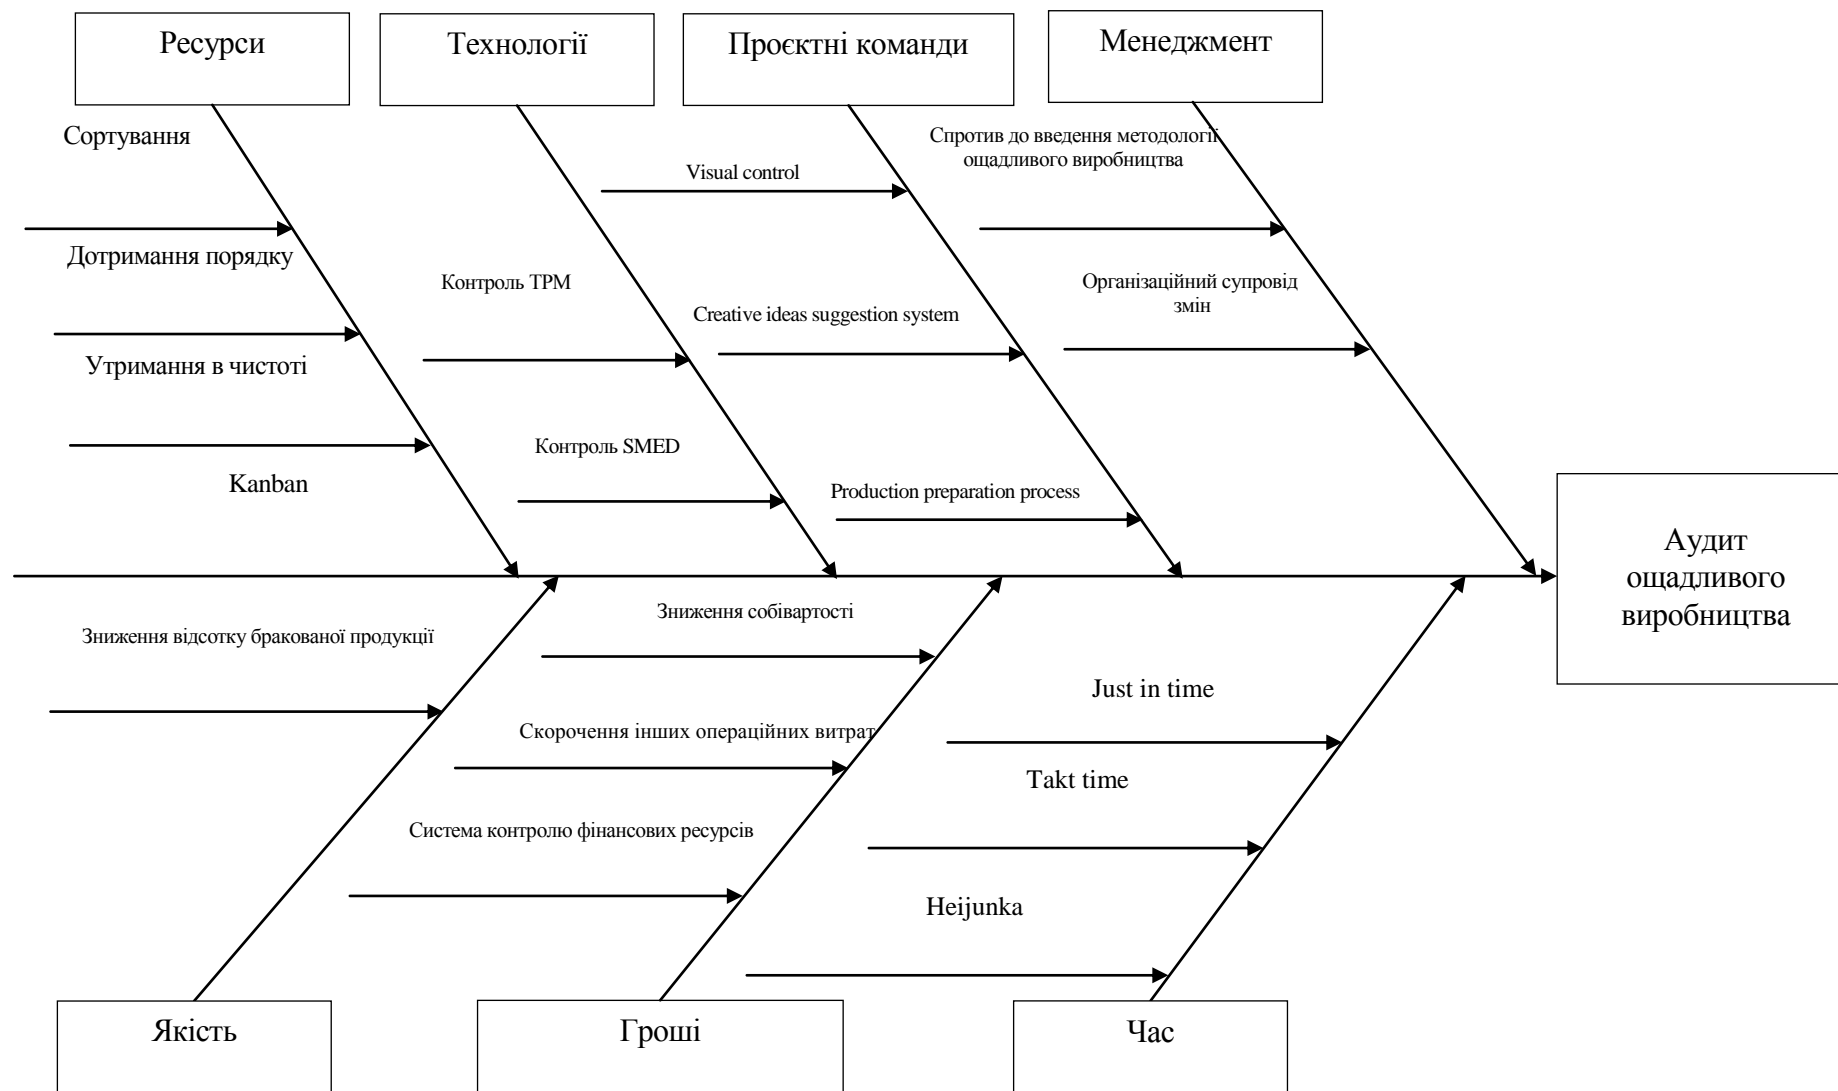 Ресурси
Технології
Проєктні команди
Менеджмент
Сортування
Спротив до введення методології
ощадливого виробництва
Visual control
Дотримання порядку
Контроль TPM
Організаційний супровід
змін
Creative ideas suggestion system
Утримання в чистоті
Контроль SMED
Kanban
Production preparation process
Аудит
ощадливого
виробництва
Зниження собівартості
Зниження відсотку бракованої продукції
Just in time
Скорочення інших операційних витрат
Takt time
Система контролю фінансових ресурсів
Heijunka
Якість
Гроші
Час